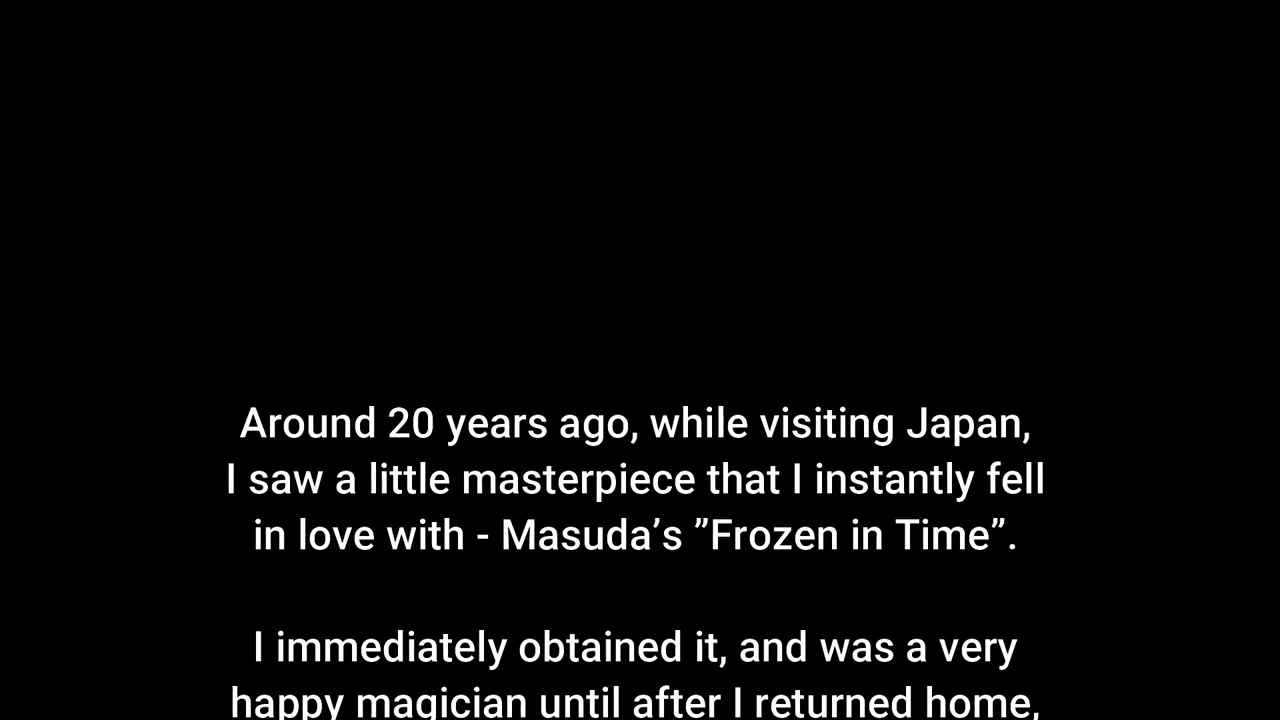 Around 20 years ago, while visiting Japan,
I saw a little masterpiece that I instantly fell
in love with - Masuda’s ”Frozen in Time”.
I immediately obtained it, and was a very
happy magician until after I returned home,